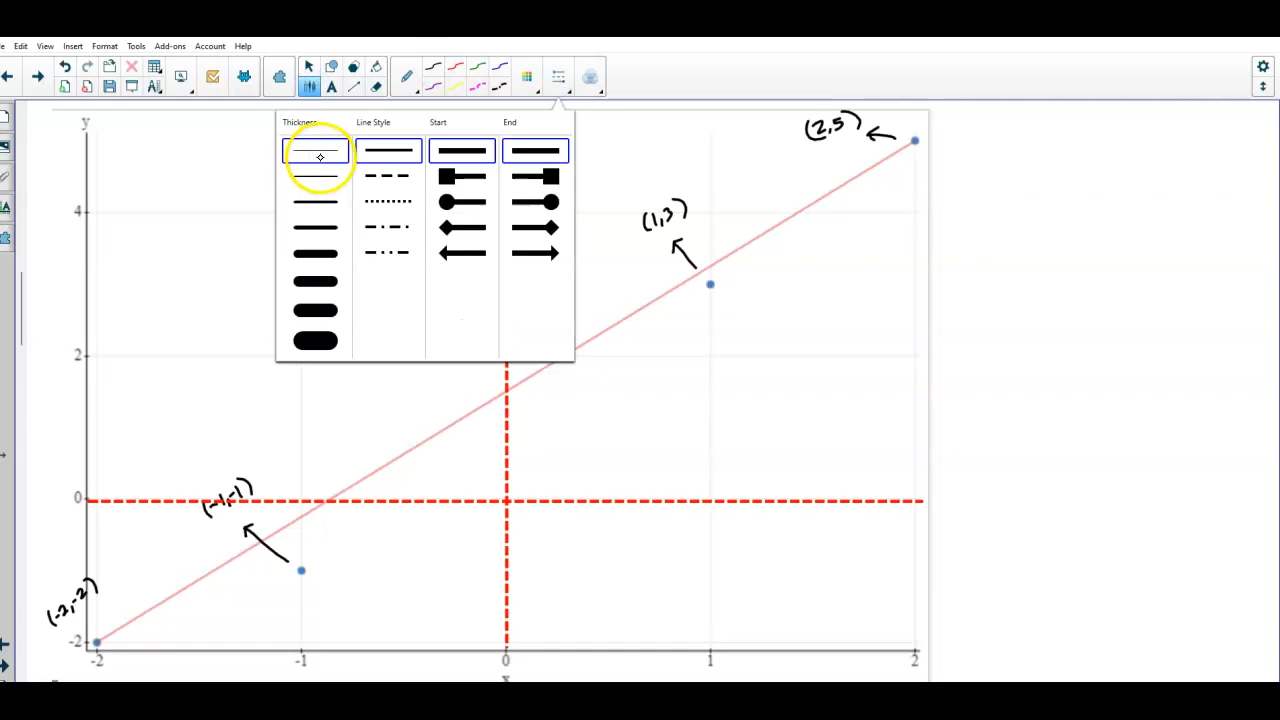 Edit View Insert Format Tools Add-ons Account Help
Thickness Line Style Start End
y
(2,5)
4
(1,3)
2
(-1,-1)
0
(-2,-2)
-2
-2 -1 0 1 2
x